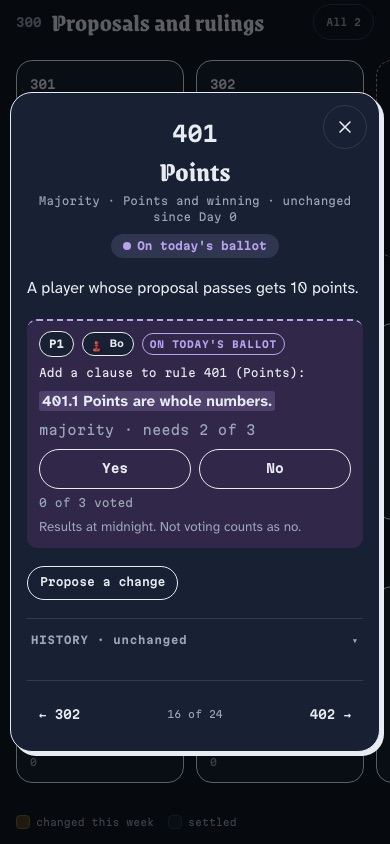 300 Proposals and rulings All 2
301 302
401
Points
Majority · Points and winning · unchanged
since Day 0
On today's ballot
A player whose proposal passes gets 10 points.
P1 Bo ON TODAY'S BALLOT
Add a clause to rule 401 (Points):
401.1 Points are whole numbers.
majority · needs 2 of 3
Yes No
0 of 3 voted
Results at midnight. Not voting counts as no.
Propose a change
HISTORY · unchanged ▾
← 302 16 of 24 402 →
0 0
changed this week settled